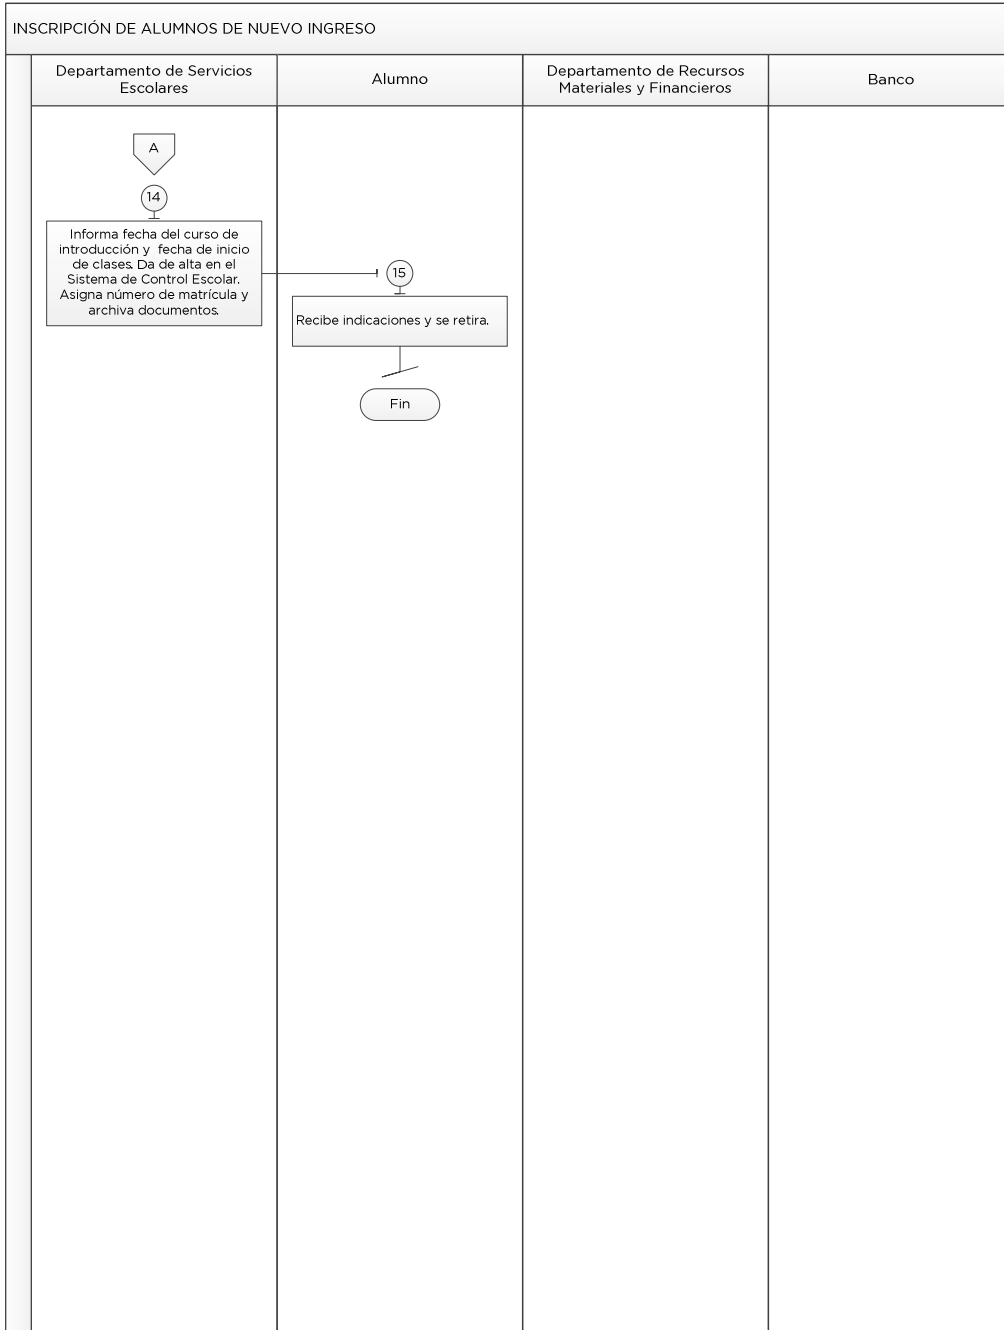 INSCRIPCIÓN DE ALUMNOS DE NUEVO INGRESO
Departamento de Servicios
Escolares
Alumno
Departamento de Recursos
Materiales y Financieros
Banco
A
14
Informa fecha del curso de
introducción y fecha de inicio
de clases. Da de alta en el
Sistema de Control Escolar.
Asigna número de matrícula y
archiva documentos.
15
Recibe indicaciones y se retira.
Fin